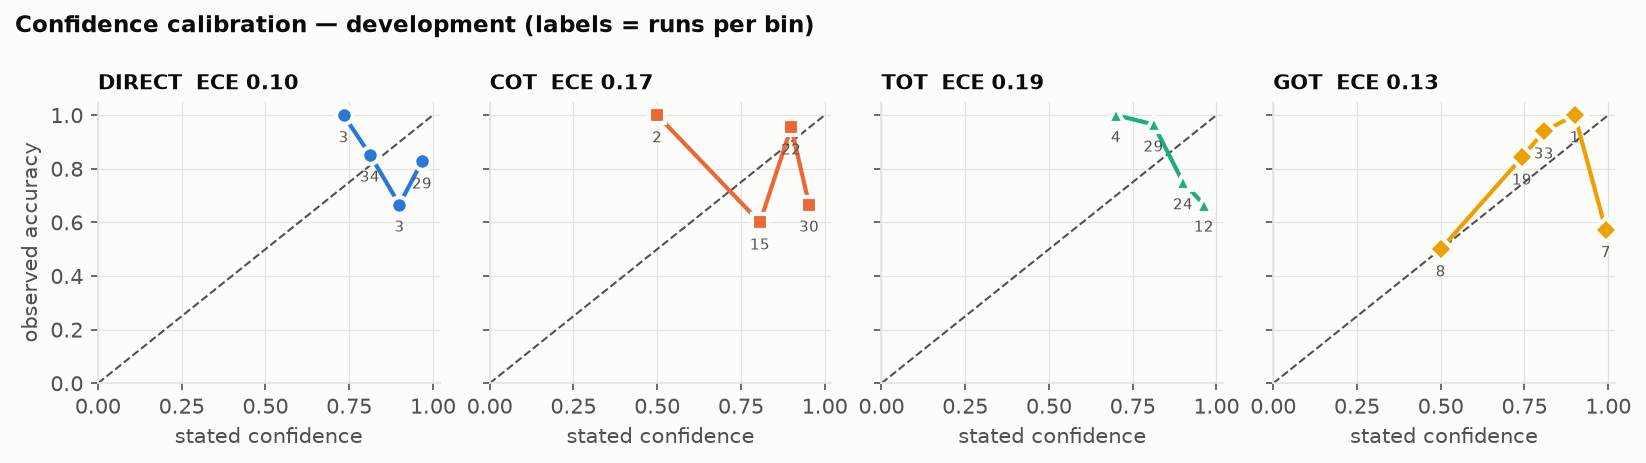 Confidence calibration — development (labels = runs per bin)
DIRECT  ECE 0.10
COT  ECE 0.17
TOT  ECE 0.19
GOT  ECE 0.13
observed accuracy
1.0
0.8
0.6
0.4
0.2
0.0
3
34
3
29
0.00 0.25 0.50 0.75 1.00
stated confidence
2
15
22
30
0.00 0.25 0.50 0.75 1.00
stated confidence
4
29
24
12
0.00 0.25 0.50 0.75 1.00
stated confidence
8
19
33
1
7
0.00 0.25 0.50 0.75 1.00
stated confidence